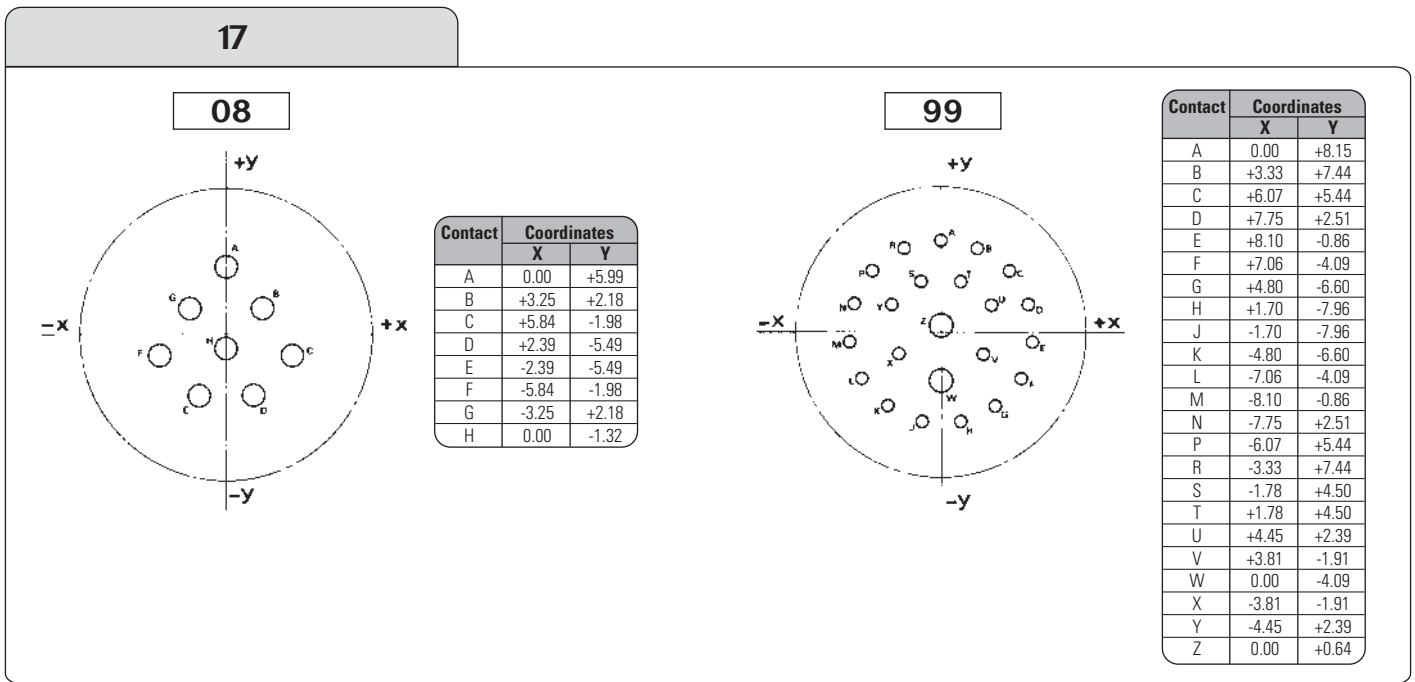 17
08
+y
A
G
B
-x
+x
H
F
C
E
D
-y
Contact Coordinates
X Y
A 0.00 +5.99
B +3.25 +2.18
C +5.84 -1.98
D +2.39 -5.49
E -2.39 -5.49
F -5.84 -1.98
G -3.25 +2.18
H 0.00 -1.32
99
+y
A
R
B
P
S
T
C
N
Y
U
D
Z
-x
+x
M
E
X
V
L
F
W
K
G
J
H
-y
Contact Coordinates
X Y
A 0.00 +8.15
B +3.33 +7.44
C +6.07 +5.44
D +7.75 +2.51
E +8.10 -0.86
F +7.06 -4.09
G +4.80 -6.60
H +1.70 -7.96
J -1.70 -7.96
K -4.80 -6.60
L -7.06 -4.09
M -8.10 -0.86
N -7.75 +2.51
P -6.07 +5.44
R -3.33 +7.44
S -1.78 +4.50
T +1.78 +4.50
U +4.45 +2.39
V +3.81 -1.91
W 0.00 -4.09
X -3.81 -1.91
Y -4.45 +2.39
Z 0.00 +0.64